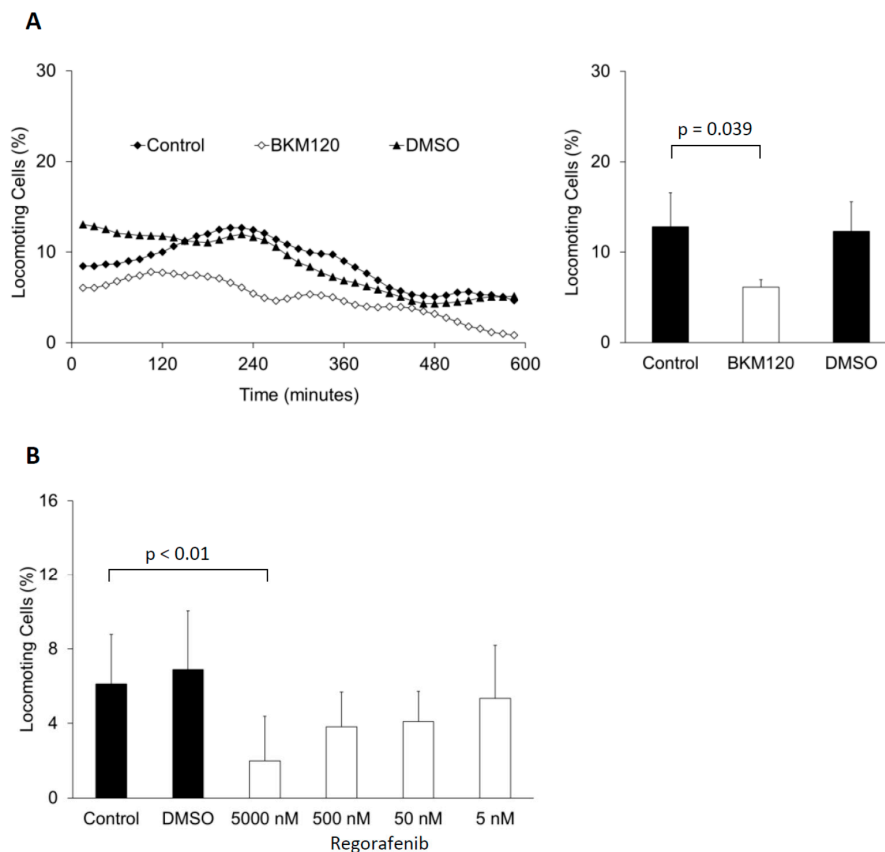 A
30
20
10
0
Locomoting Cells (%)
Control
BKM120
DMSO
0 120 240 360 480 600
Time (minutes)
30
20
10
0
Locomoting Cells (%)
p = 0.039
Control BKM120 DMSO
B
16
12
8
4
0
Locomoting Cells (%)
p < 0.01
Control DMSO 5000 nM 500 nM 50 nM 5 nM
Regorafenib